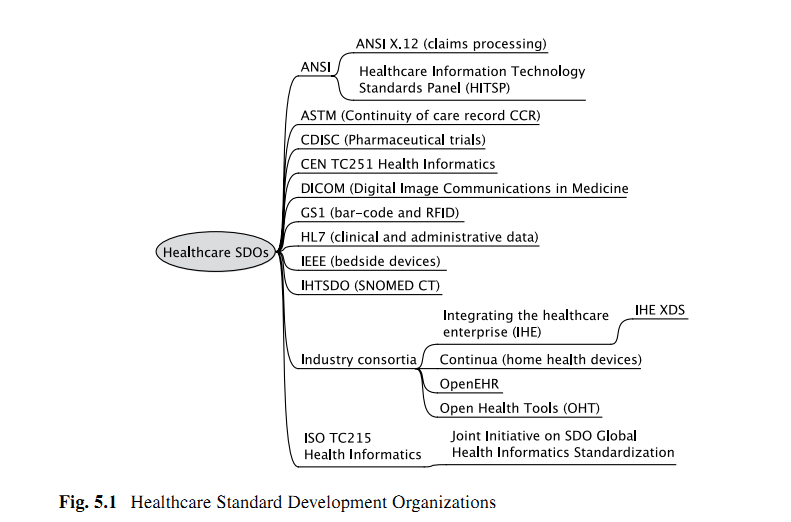 ANSI X.12 (claims processing)
ANSI
Healthcare Information Technology
Standards Panel (HITSP)
ASTM (Continuity of care record CCR)
CDISC (Pharmaceutical trials)
CEN TC251 Health Informatics
DICOM (Digital Image Communications in Medicine
GS1 (bar-code and RFID)
HL7 (clinical and administrative data)
Healthcare SDOs
IEEE (bedside devices)
IHTSDO (SNOMED CT)
Industry consortia
Integrating the healthcare
enterprise (IHE)
IHE XDS
Continua (home health devices)
OpenEHR
Open Health Tools (OHT)
ISO TC215
Health Informatics
Joint Initiative on SDO Global
Health Informatics Standardization
Fig. 5.1 Healthcare Standard Development Organizations